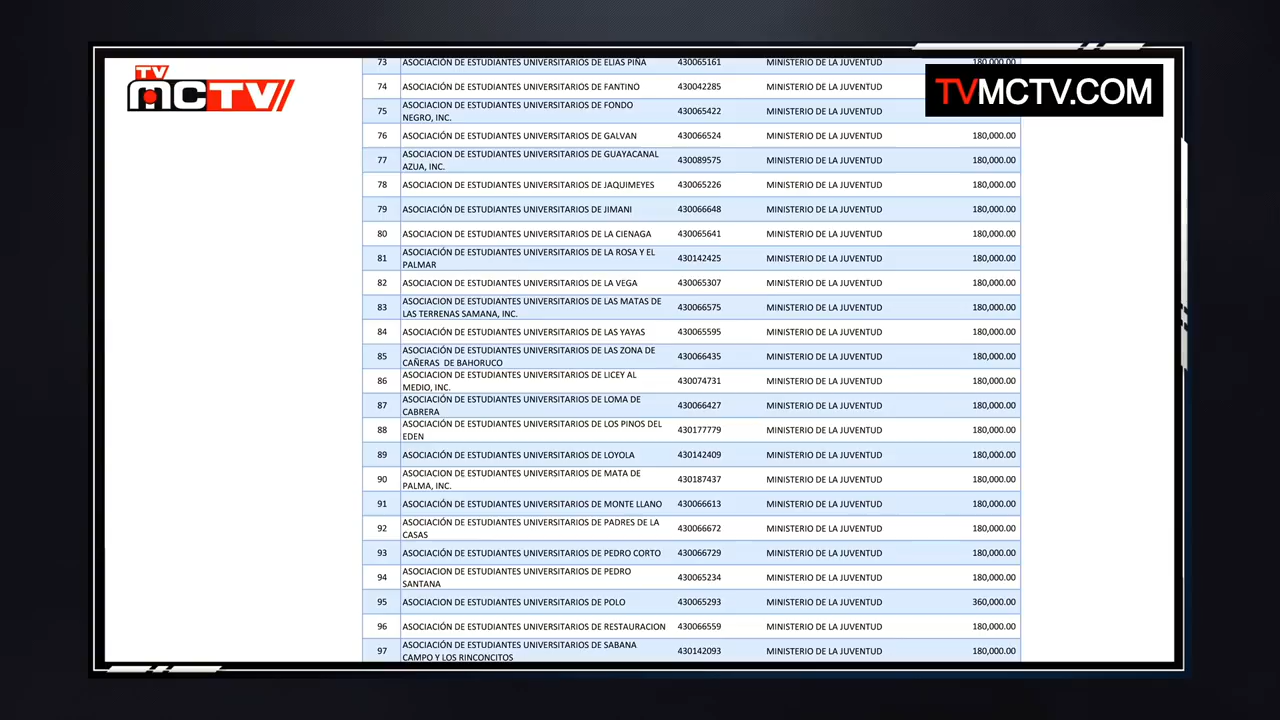 TV
MCTV
TVMCTV.COM
73 ASOCIACIÓN DE ESTUDIANTES UNIVERSITARIOS DE ELIAS PIÑA 430065161 MINISTERIO DE LA JUVENTUD 180,000.00
74 ASOCIACIÓN DE ESTUDIANTES UNIVERSITARIOS DE FANTINO 430042285 MINISTERIO DE LA JUVENTUD
75 ASOCIACION DE ESTUDIANTES UNIVERSITARIOS DE FONDO
NEGRO, INC. 430065422 MINISTERIO DE LA JUVENTUD
76 ASOCIACIÓN DE ESTUDIANTES UNIVERSITARIOS DE GALVAN 430066524 MINISTERIO DE LA JUVENTUD 180,000.00
77 ASOCIACION DE ESTUDIANTES UNIVERSITARIOS DE GUAYACANAL
AZUA, INC. 430089575 MINISTERIO DE LA JUVENTUD 180,000.00
78 ASOCIACION DE ESTUDIANTES UNIVERSITARIOS DE JAQUIMEYES 430065226 MINISTERIO DE LA JUVENTUD 180,000.00
79 ASOCIACIÓN DE ESTUDIANTES UNIVERSITARIOS DE JIMANI 430066648 MINISTERIO DE LA JUVENTUD 180,000.00
80 ASOCIACIÓN DE ESTUDIANTES UNIVERSITARIOS DE LA CIENAGA 430065641 MINISTERIO DE LA JUVENTUD 180,000.00
81 ASOCIACIÓN DE ESTUDIANTES UNIVERSITARIOS DE LA ROSA Y EL
PALMAR 430142425 MINISTERIO DE LA JUVENTUD 180,000.00
82 ASOCIACION DE ESTUDIANTES UNIVERSITARIOS DE LA VEGA 430065307 MINISTERIO DE LA JUVENTUD 180,000.00
83 ASOCIACION DE ESTUDIANTES UNIVERSITARIOS DE LAS MATAS DE
LAS TERRENAS SAMANA, INC. 430066575 MINISTERIO DE LA JUVENTUD 180,000.00
84 ASOCIACIÓN DE ESTUDIANTES UNIVERSITARIOS DE LAS YAYAS 430065595 MINISTERIO DE LA JUVENTUD 180,000.00
85 ASOCIACIÓN DE ESTUDIANTES UNIVERSITARIOS DE LAS ZONA DE
CAÑERAS DE BAHORUCO 430066435 MINISTERIO DE LA JUVENTUD 180,000.00
86 ASOCIACION DE ESTUDIANTES UNIVERSITARIOS DE LICEY AL
MEDIO, INC. 430074731 MINISTERIO DE LA JUVENTUD 180,000.00
87 ASOCIACIÓN DE ESTUDIANTES UNIVERSITARIOS DE LOMA DE
CABRERA 430066427 MINISTERIO DE LA JUVENTUD 180,000.00
88 ASOCIACION DE ESTUDIANTES UNIVERSITARIOS DE LOS PINOS DEL
EDEN 430177779 MINISTERIO DE LA JUVENTUD 180,000.00
89 ASOCIACIÓN DE ESTUDIANTES UNIVERSITARIOS DE LOYOLA 430142409 MINISTERIO DE LA JUVENTUD 180,000.00
90 ASOCIACION DE ESTUDIANTES UNIVERSITARIOS DE MATA DE
PALMA, INC. 430187437 MINISTERIO DE LA JUVENTUD 180,000.00
91 ASOCIACIÓN DE ESTUDIANTES UNIVERSITARIOS DE MONTE LLANO 430066613 MINISTERIO DE LA JUVENTUD 180,000.00
92 ASOCIACIÓN DE ESTUDIANTES UNIVERSITARIOS DE PADRES DE LA
CASAS 430066672 MINISTERIO DE LA JUVENTUD 180,000.00
93 ASOCIACIÓN DE ESTUDIANTES UNIVERSITARIOS DE PEDRO CORTO 430066729 MINISTERIO DE LA JUVENTUD 180,000.00
94 ASOCIACION DE ESTUDIANTES UNIVERSITARIOS DE PEDRO
SANTANA 430065234 MINISTERIO DE LA JUVENTUD 180,000.00
95 ASOCIACION DE ESTUDIANTES UNIVERSITARIOS DE POLO 430065293 MINISTERIO DE LA JUVENTUD 360,000.00
96 ASOCIACIÓN DE ESTUDIANTES UNIVERSITARIOS DE RESTAURACION 430066559 MINISTERIO DE LA JUVENTUD 180,000.00
97 ASOCIACIÓN DE ESTUDIANTES UNIVERSITARIOS DE SABANA
CAMPO Y LOS RINCONCITOS 430142093 MINISTERIO DE LA JUVENTUD 180,000.00